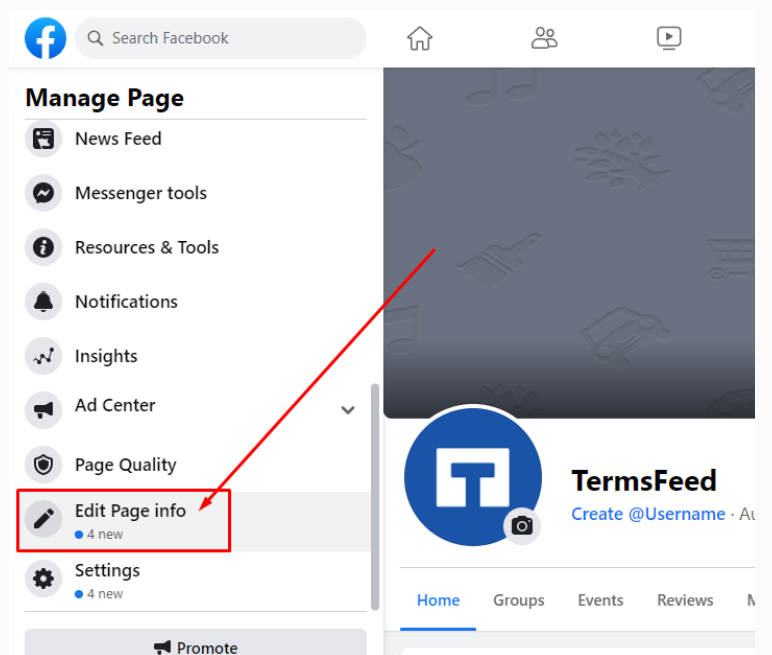 Search Facebook
Manage Page
News Feed
Messenger tools
Resources & Tools
Notifications
Insights
Ad Center
Page Quality
Edit Page info
4 new
Settings
4 new
Promote
TermsFeed
Create @Username ·
Home Groups Events Reviews